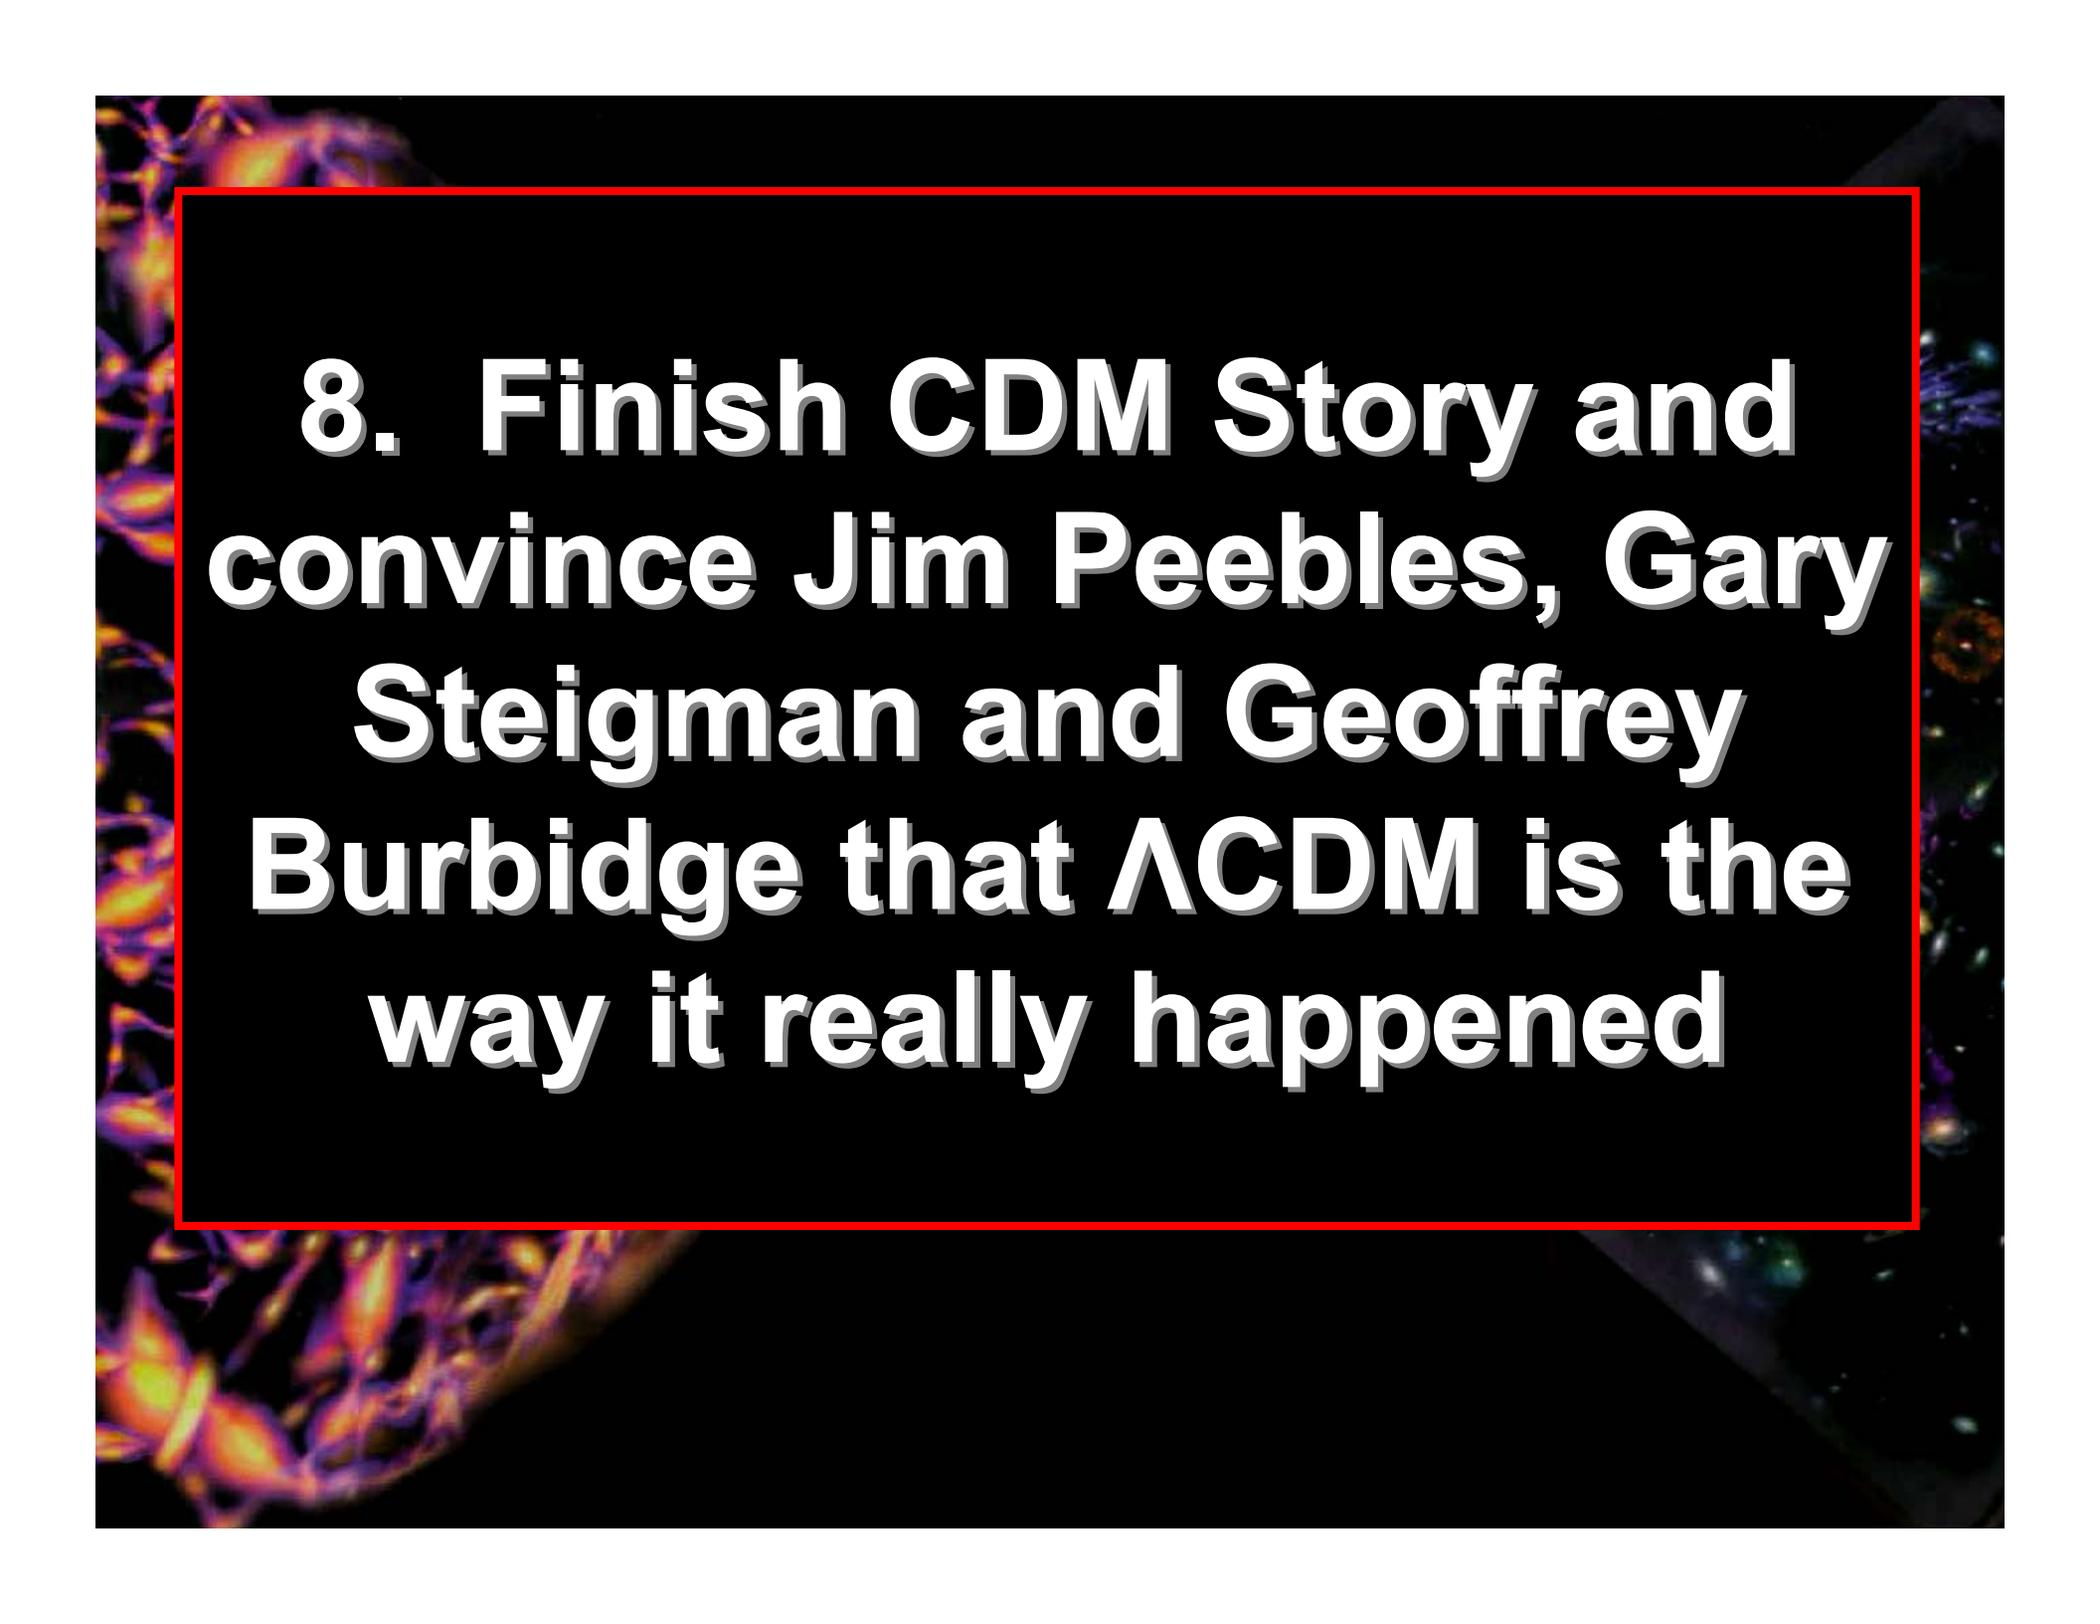 8. Finish CDM Story and
convince Jim Peebles, Gary
Steigman and Geoffrey
Burbidge that ΛCDM is the
way it really happened